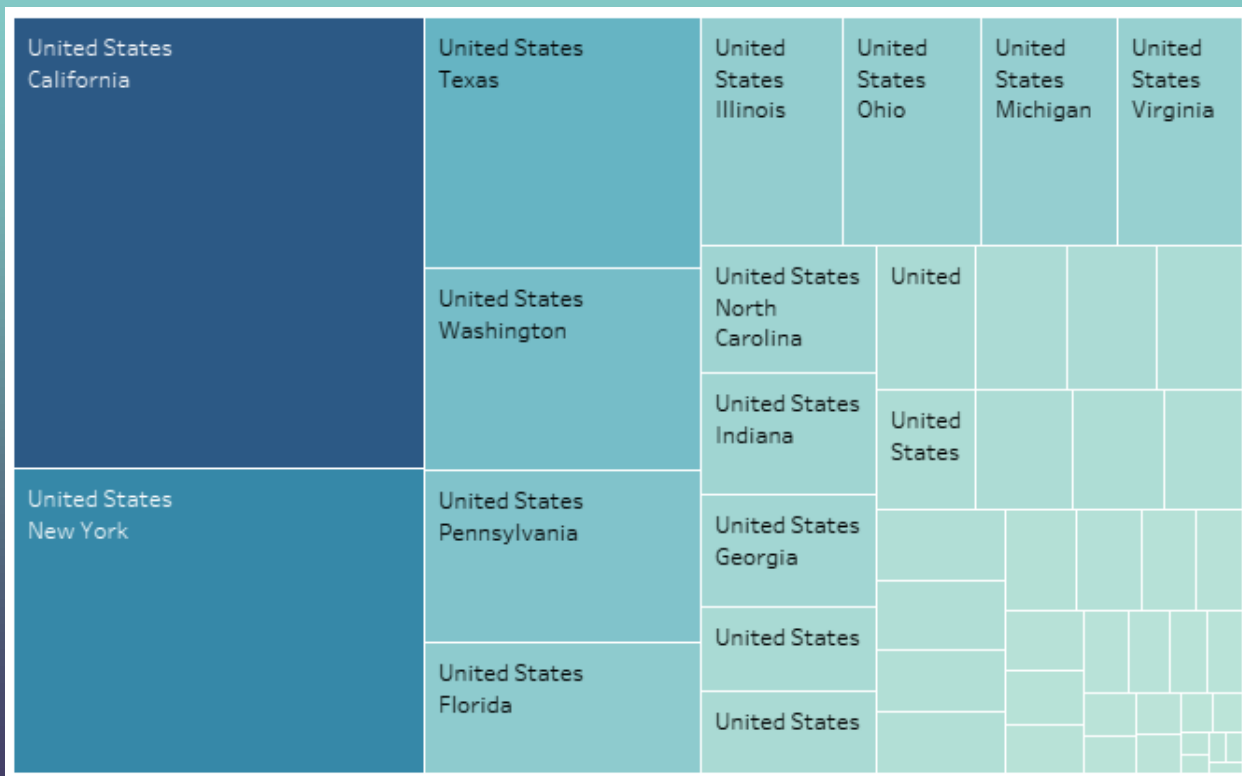 United States
California
United States
New York
United States
Texas
United States
Washington
United States
Pennsylvania
United States
Florida
United
States
Illinois
United
States
Ohio
United
States
Michigan
United
States
Virginia
United States
North
Carolina
United States
Indiana
United States
Georgia
United States
United States
United
United
States